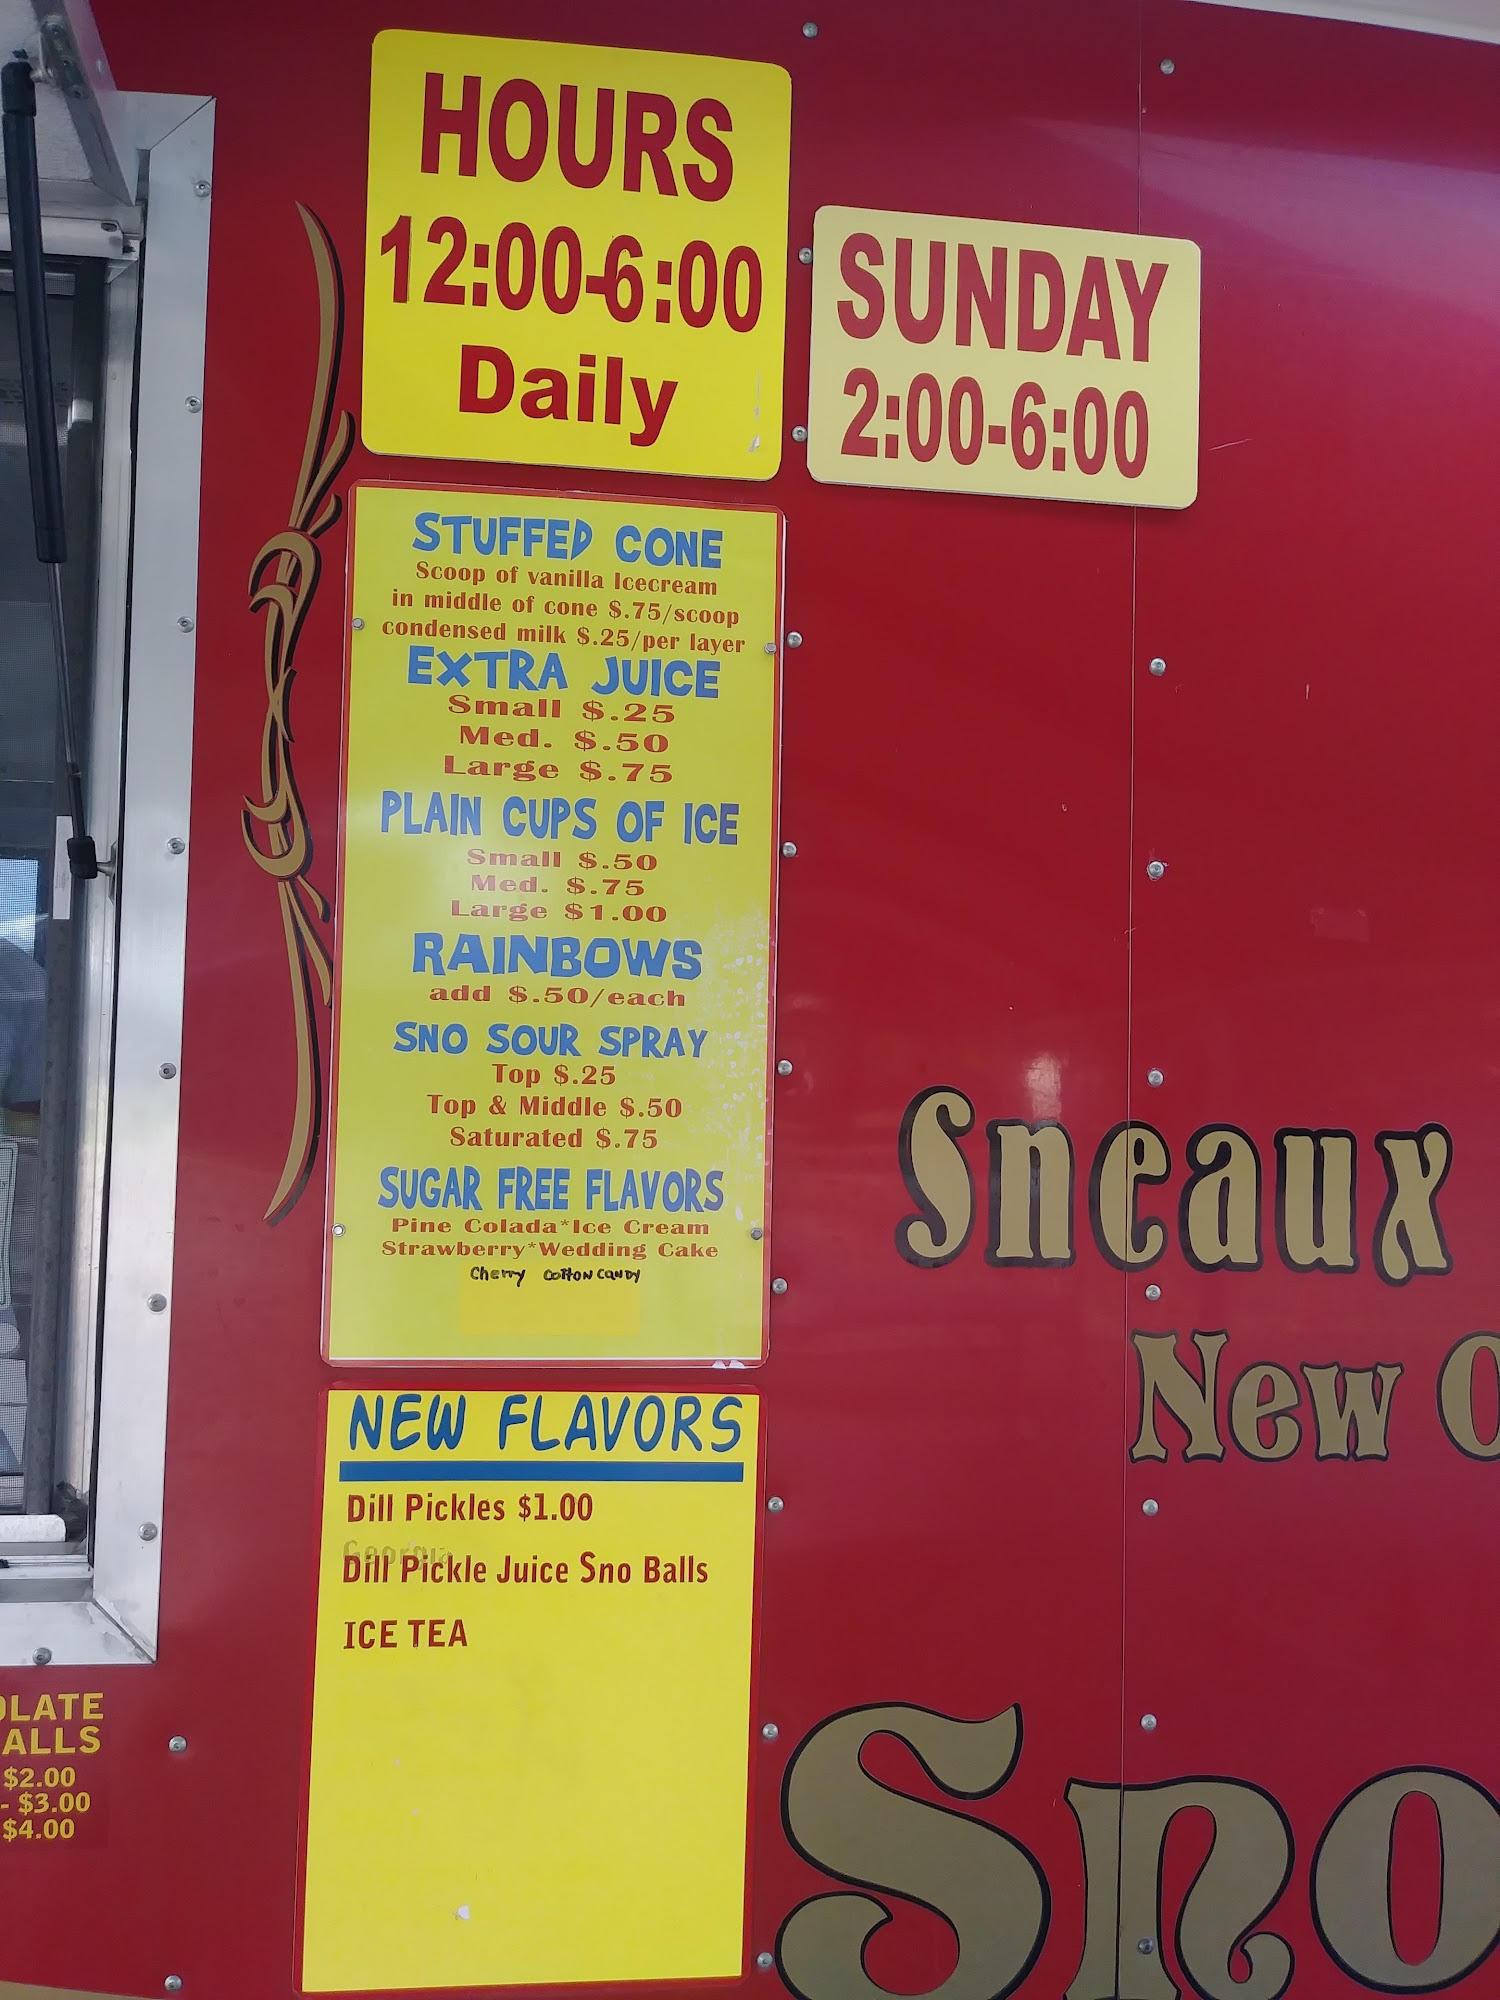 HOURS
12:00-6:00
Daily
SUNDAY
2:00-6:00
STUFFED CONE
Scoop of vanilla Icecream
in middle of cone $.75/scoop
condensed milk $.25/per layer
EXTRA JUICE
Small $.25
Med. $.50
Large $.75
PLAIN CUPS OF ICE
Small $.50
Med. $.75
Large $1.00
RAINBOWS
add $.50/each
SNO SOUR SPRAY
Top $.25
Top & Middle $.50
Saturated $.75
SUGAR FREE FLAVORS
Pine Colada*Ice Cream
Strawberry*Wedding Cake
Cherry Cotton Candy
NEW FLAVORS
Dill Pickles $1.00
Georgia
Dill Pickle Juice Sno Balls
ICE TEA
Sneaux
New O
Sno
OLATE
ALLS
$2.00
- $3.00
$4.00